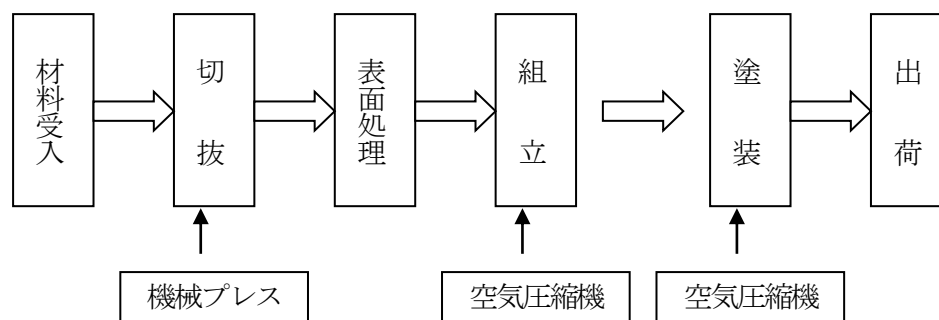 材料受入
切抜
表面処理
組立
塗装
出荷
機械プレス
空気圧縮機
空気圧縮機